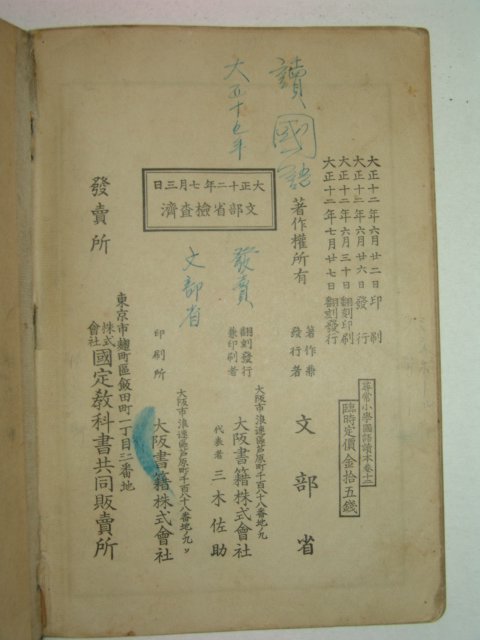 大正十二年六月廿二日印刷
大正十二年六月廿六日發行
大正十二年六月三十日翻刻印刷
大正十二年七月廿七日翻刻發行
尋常小學國語讀本卷十二
臨時定價金拾五錢
著作權所有
著作兼
發行者
文部省
翻刻發行
兼印刷者
大阪市浪速區芦原町千百八十八番地ノ九
大阪書籍株式會社
代表者 三木佐助
印刷所
大阪市浪速區芦原町千百八十八番地ノ九
大阪書籍株式會社
大正十二年七月三日
文部省檢査濟
發賣所
東京市麴町區飯田町一丁目二番地
株式
會社
國定教科書共同販賣所
讀國語
大正十五年
發賣
文部省